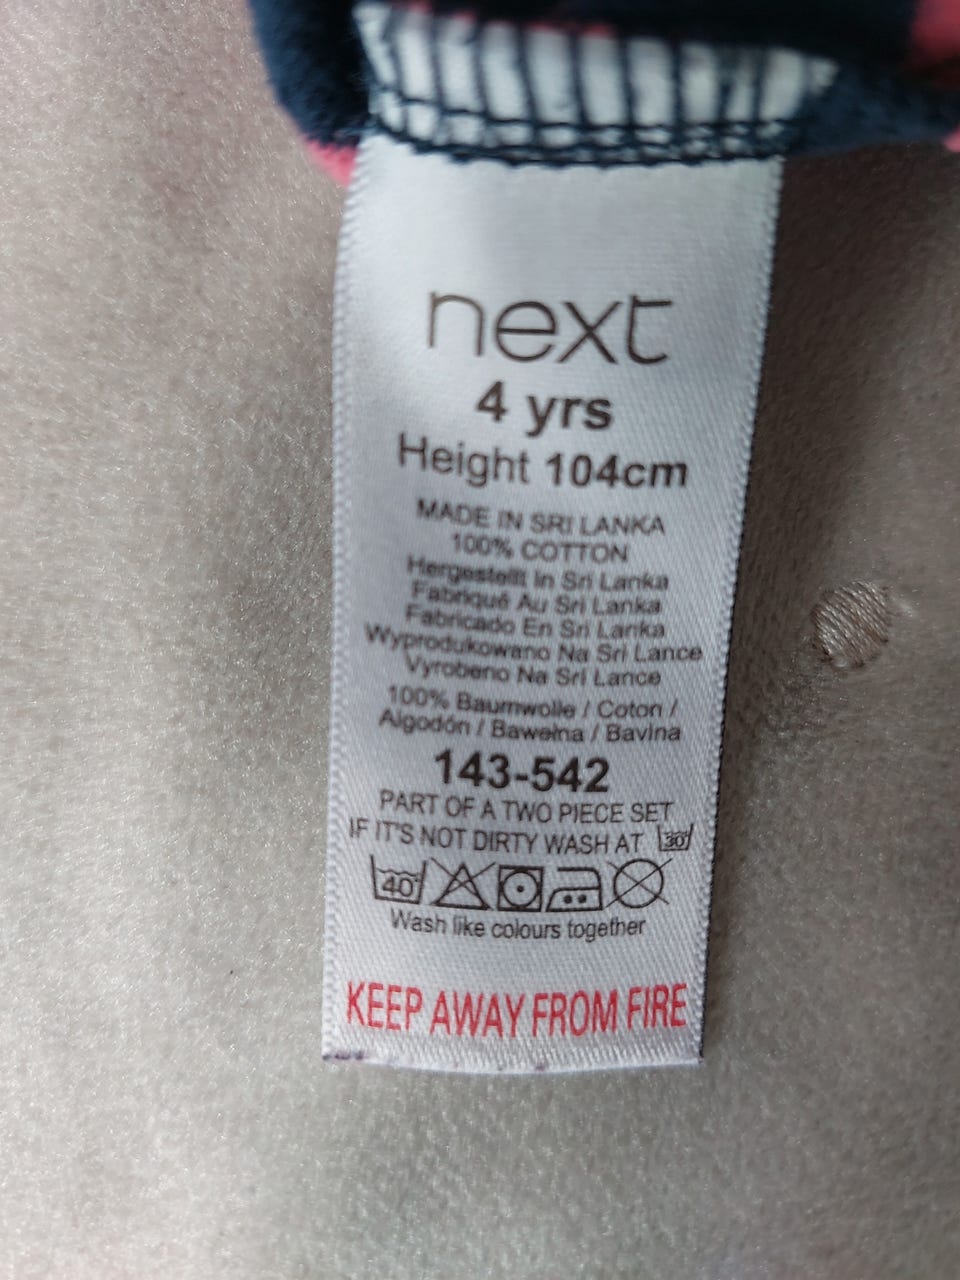 next
4 yrs
Height 104cm
MADE IN SRI LANKA
100% COTTON
Hergestellt In Sri Lanka
Fabriqué Au Sri Lanka
Fabricado En Sri Lanka
Wyprodukowano Na Sri Lance
Vyrobeno Na Srí Lance
100% Baumwolle / Coton /
Algodón / Bawełna / Bavlna
143-542
PART OF A TWO PIECE SET
IF IT'S NOT DIRTY WASH AT 30
40
Wash like colours together
KEEP AWAY FROM FIRE